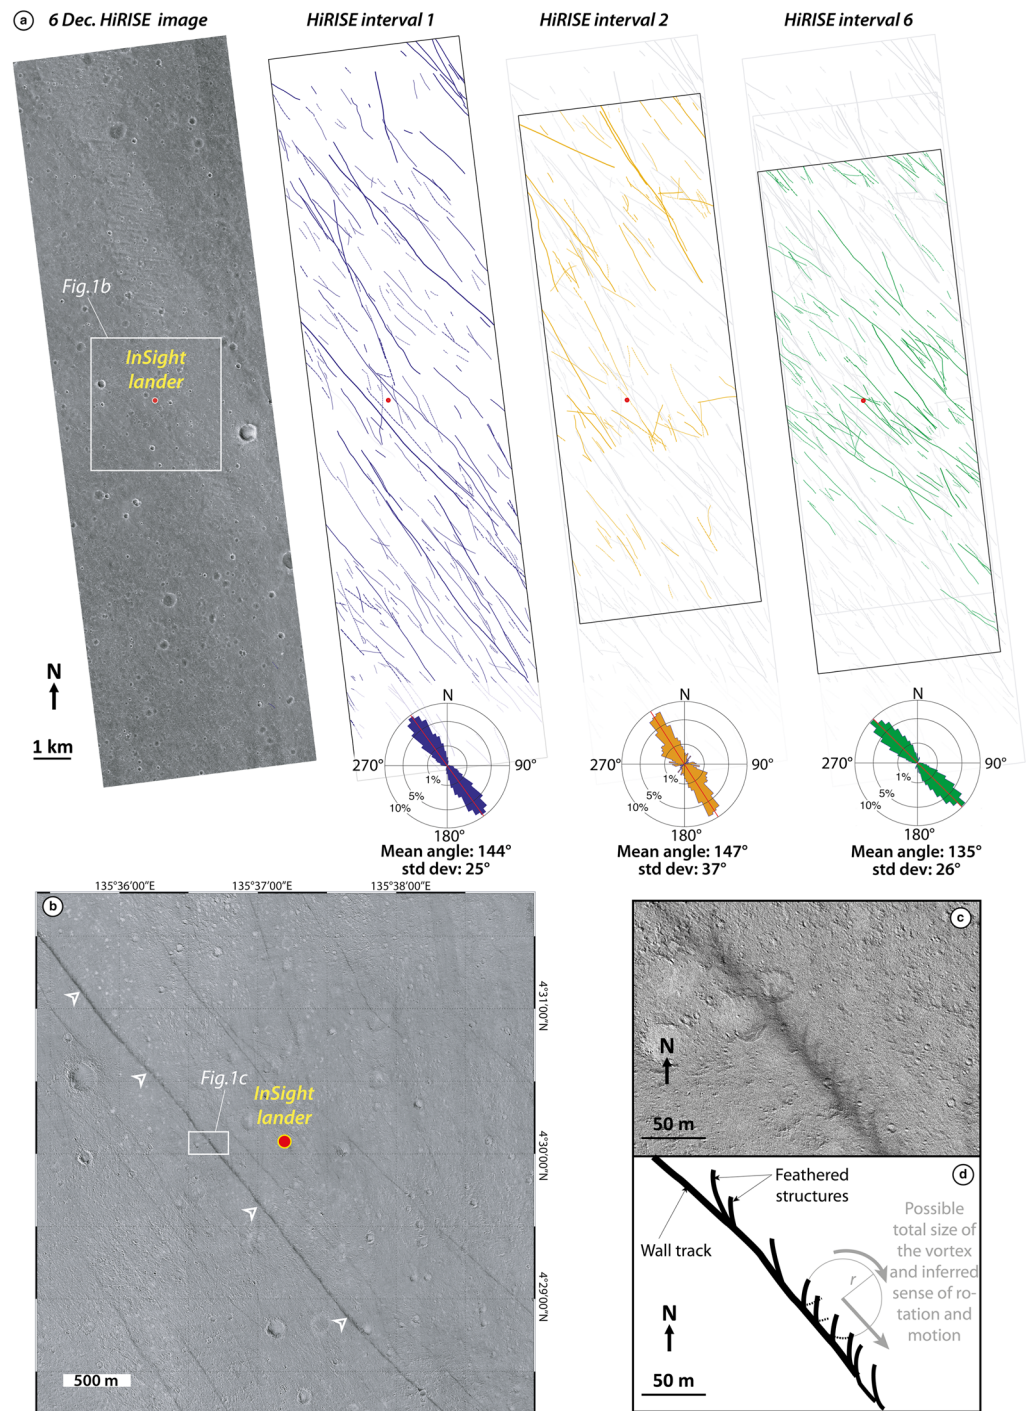 a 6 Dec. HiRISE image
HiRISE interval 1
HiRISE interval 2
HiRISE interval 6
Fig.1b
InSight
lander
N
1 km
N
270°
90°
1%
5%
10%
180°
Mean angle: 144°
std dev: 25°
N
270°
90°
1%
5%
10%
180°
Mean angle: 147°
std dev: 37°
N
270°
90°
1%
5%
10%
180°
Mean angle: 135°
std dev: 26°
135°36'00"E
135°37'00"E
135°38'00"E
b
4°31'00"N
4°30'00"N
4°29'00"N
Fig.1c
InSight
lander
500 m
c
N
50 m
d
Feathered
structures
Wall track
Possible
total size of
the vortex
and inferred
sense of ro-
tation and
motion
r
N
50 m